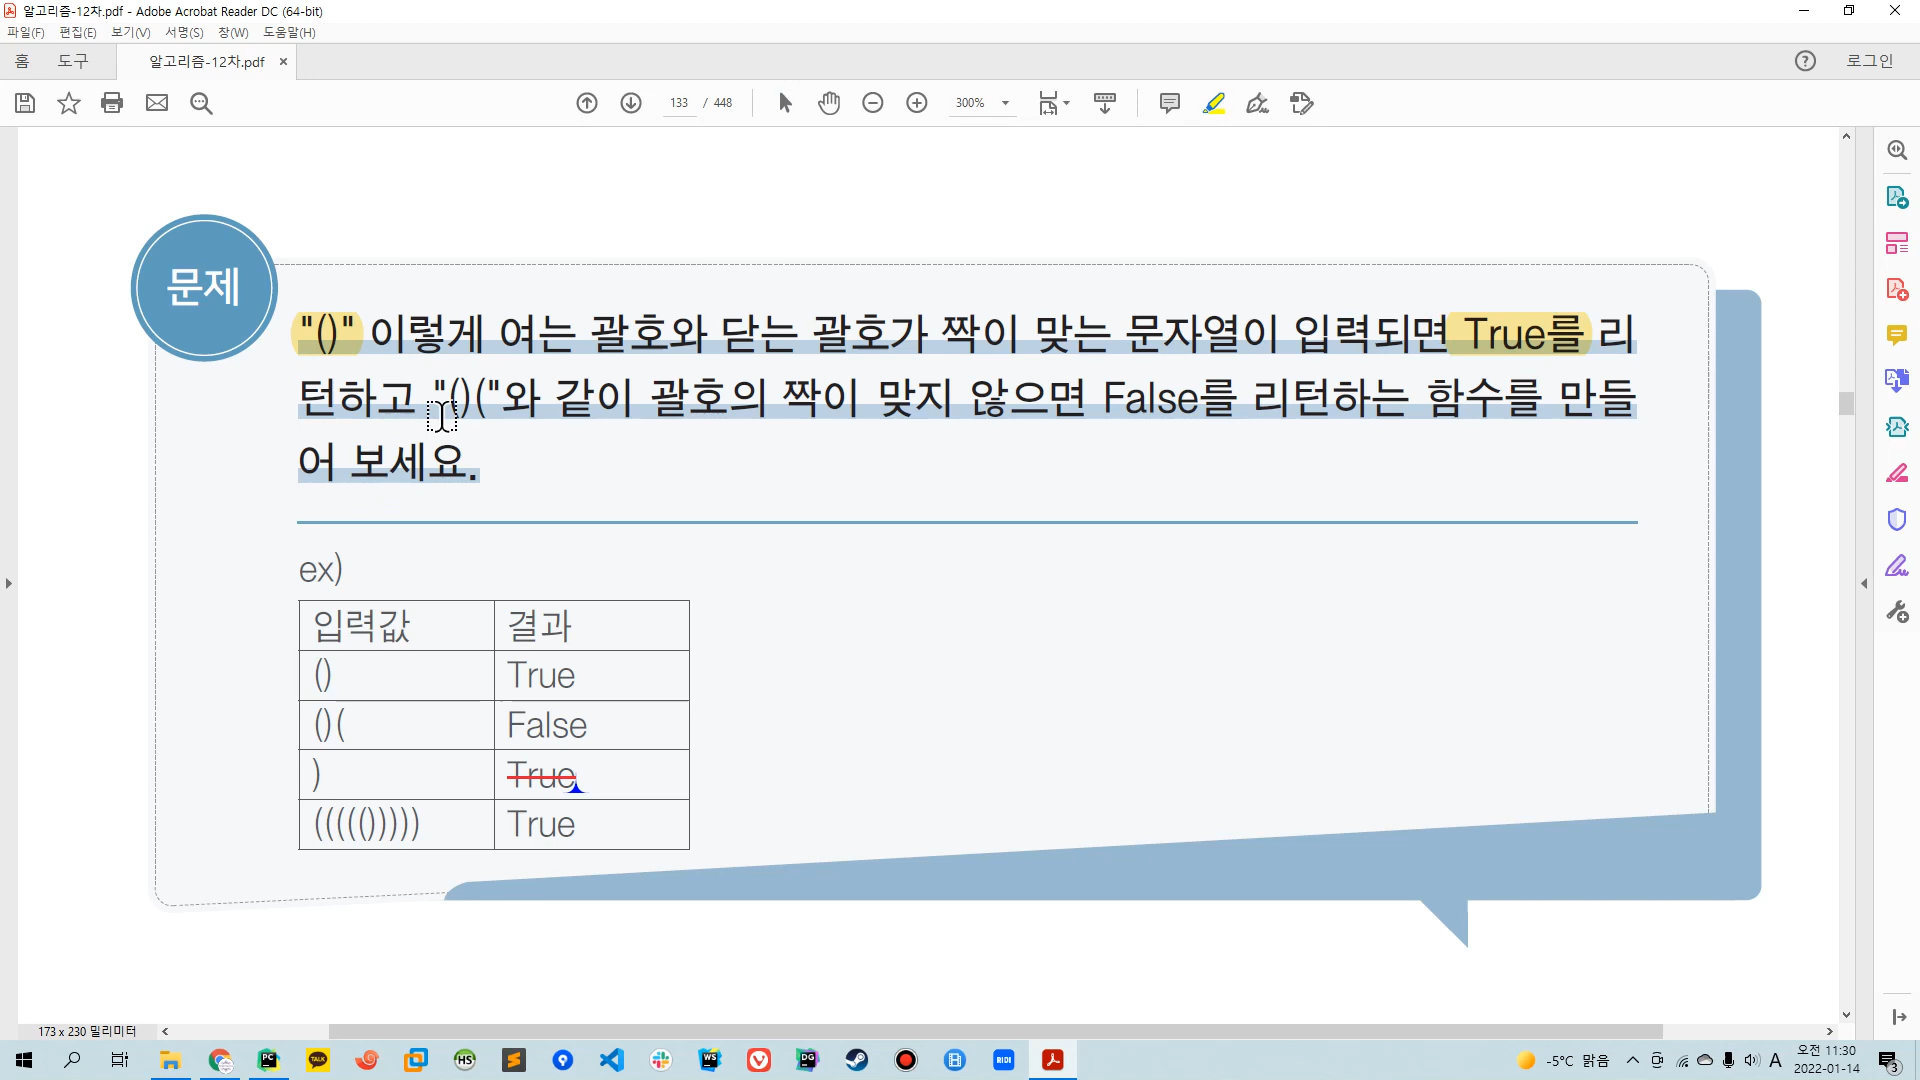 알고리즘-12차.pdf - Adobe Acrobat Reader DC (64-bit)
파일(F) 편집(E) 보기(V) 서명(S) 창(W) 도움말(H)
홈 도구 알고리즘-12차.pdf × 로그인
133 / 448 300%
문제
"()" 이렇게 여는 괄호와 닫는 괄호가 짝이 맞는 문자열이 입력되면 True를 리
턴하고 "()("와 같이 괄호의 짝이 맞지 않으면 False를 리턴하는 함수를 만들
어 보세요.
ex)
입력값 결과
() True
()( False
) True
((((())))) True
173 x 230 밀리미터
PC TALK HS WS DG RIDI
-5°C 맑음 A 오전 11:30
2022-01-14 3